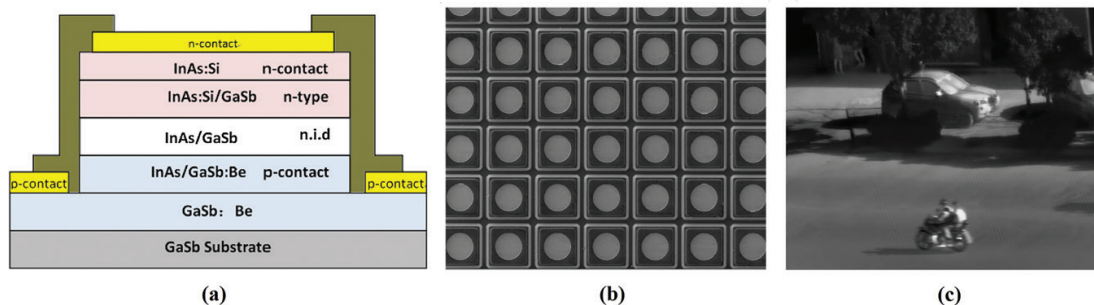 n-contact
InAs:Si n-contact
InAs:Si/GaSb n-type
InAs/GaSb n.i.d
InAs/GaSb:Be p-contact
p-contact p-contact
GaSb: Be
GaSb Substrate
(a) (b) (c)